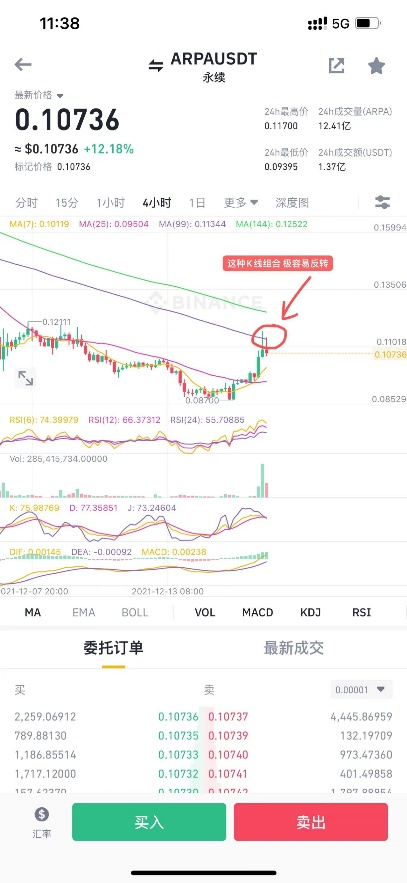 11:38
5G
ARPAUSDT
永续
最新价格
0.10736
≈ $0.10736 +12.18%
标记价格 0.10736
24h最高价 24h成交量(ARPA)
0.11700 12.41亿
24h最低价 24h成交额(USDT)
0.09395 1.37亿
分时 15分 1小时 4小时 1日 更多 深度图
MA(7): 0.10119 MA(25): 0.09504 MA(99): 0.11344 MA(144): 0.12522
0.15994
这种K线组合 极容易反转
0.13506
BINANCE
0.12111
0.11018
0.10736
0.08700
0.08529
RSI(6): 74.39979 RSI(12): 66.37312 RSI(24): 55.70885
Vol: 285,415,734.00000
K: 75.98769 D: 77.35851 J: 73.24604
DIF: 0.00145 DEA: -0.00092 MACD: 0.00238
021-12-07 20:00 2021-12-13 08:00
MA EMA BOLL VOL MACD KDJ RSI
委托订单 最新成交
买 卖 0.00001
2,259.06912 0.10736 0.10737 4,445.86959
789.88130 0.10735 0.10739 132.19709
1,186.85514 0.10733 0.10740 973.47360
1,717.12000 0.10732 0.10741 401.49858
157.62370 0.10730 0.10742 1,797.88854
汇率 买入 卖出